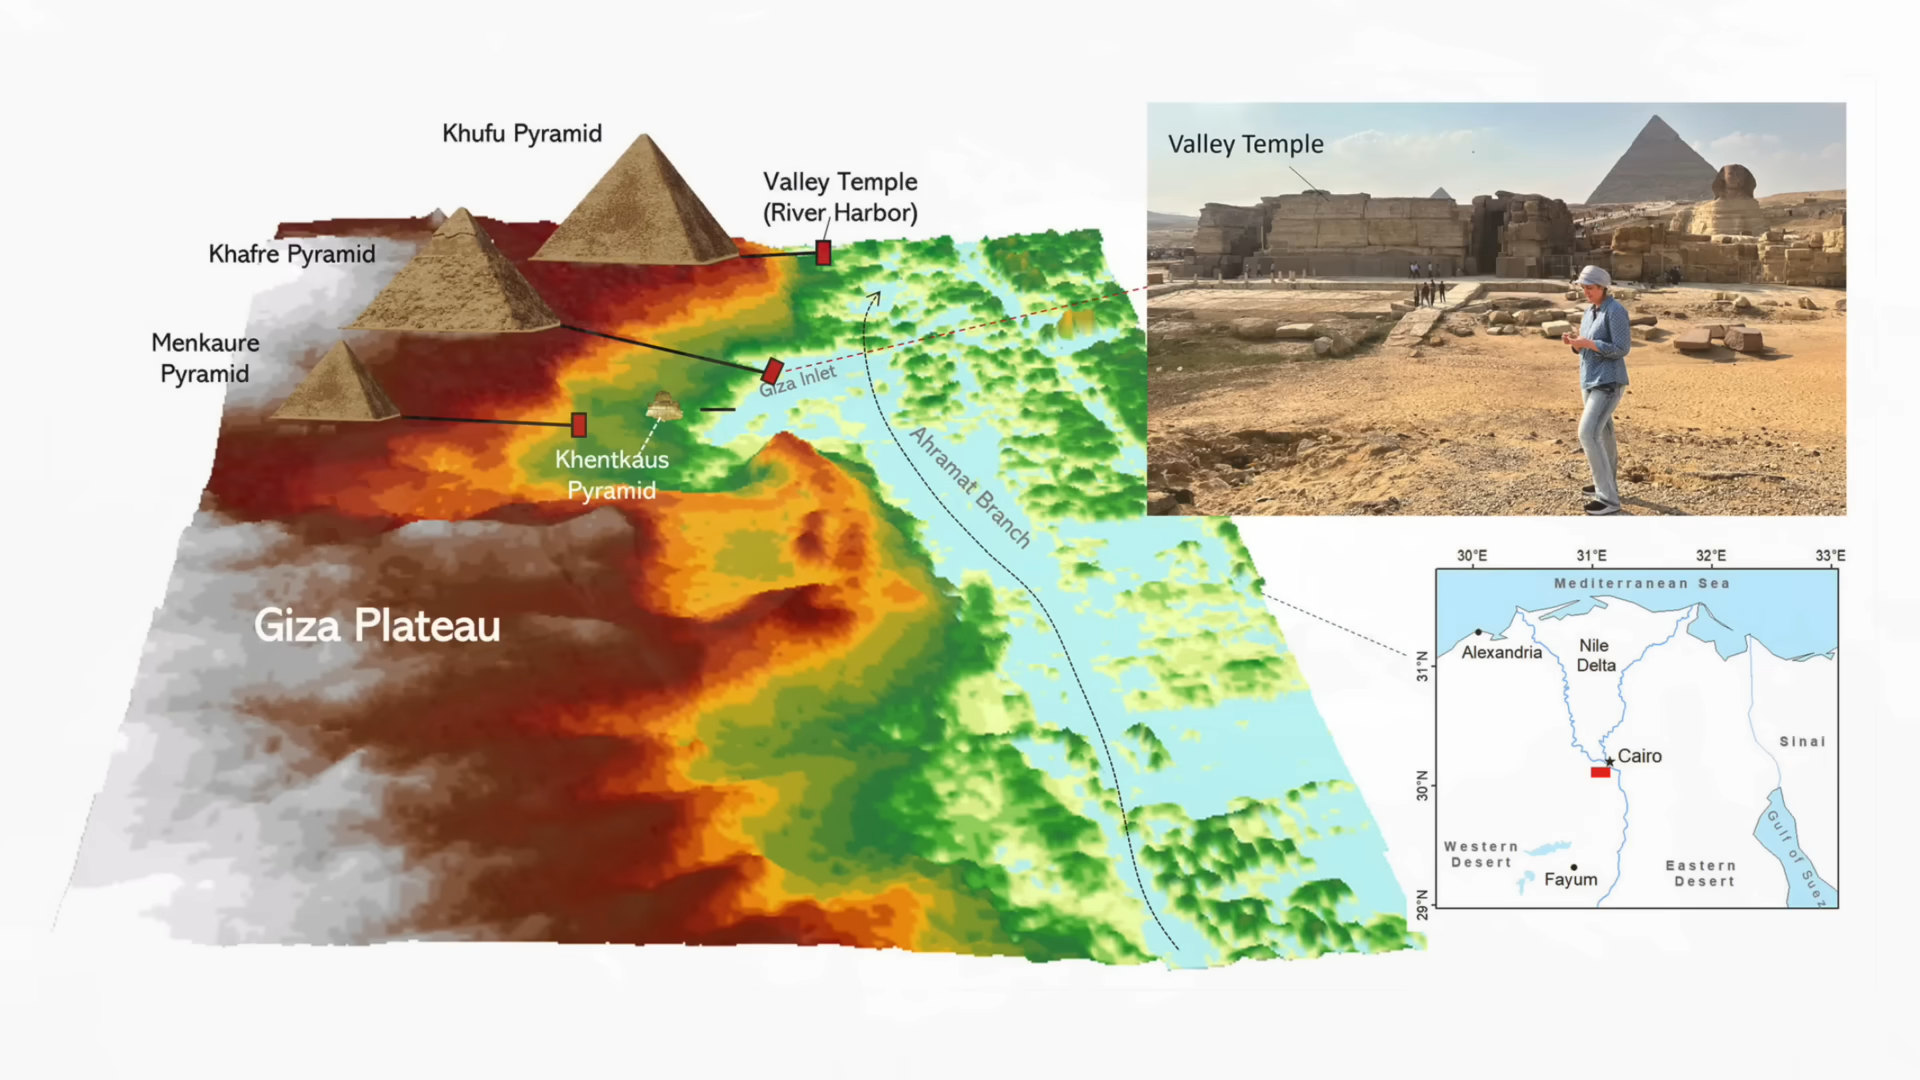 Khufu Pyramid
Valley Temple
(River Harbor)
Khafre Pyramid
Menkaure
Pyramid
Giza Inlet
Khentkaus
Pyramid
Ahramat Branch
Giza Plateau
Valley Temple
30°E
31°E
32°E
33°E
Mediterranean Sea
Alexandria
Nile
Delta
31°N
Sinai
Cairo
30°N
Western
Desert
Fayum
Eastern
Desert
Gulf of Suez
29°N